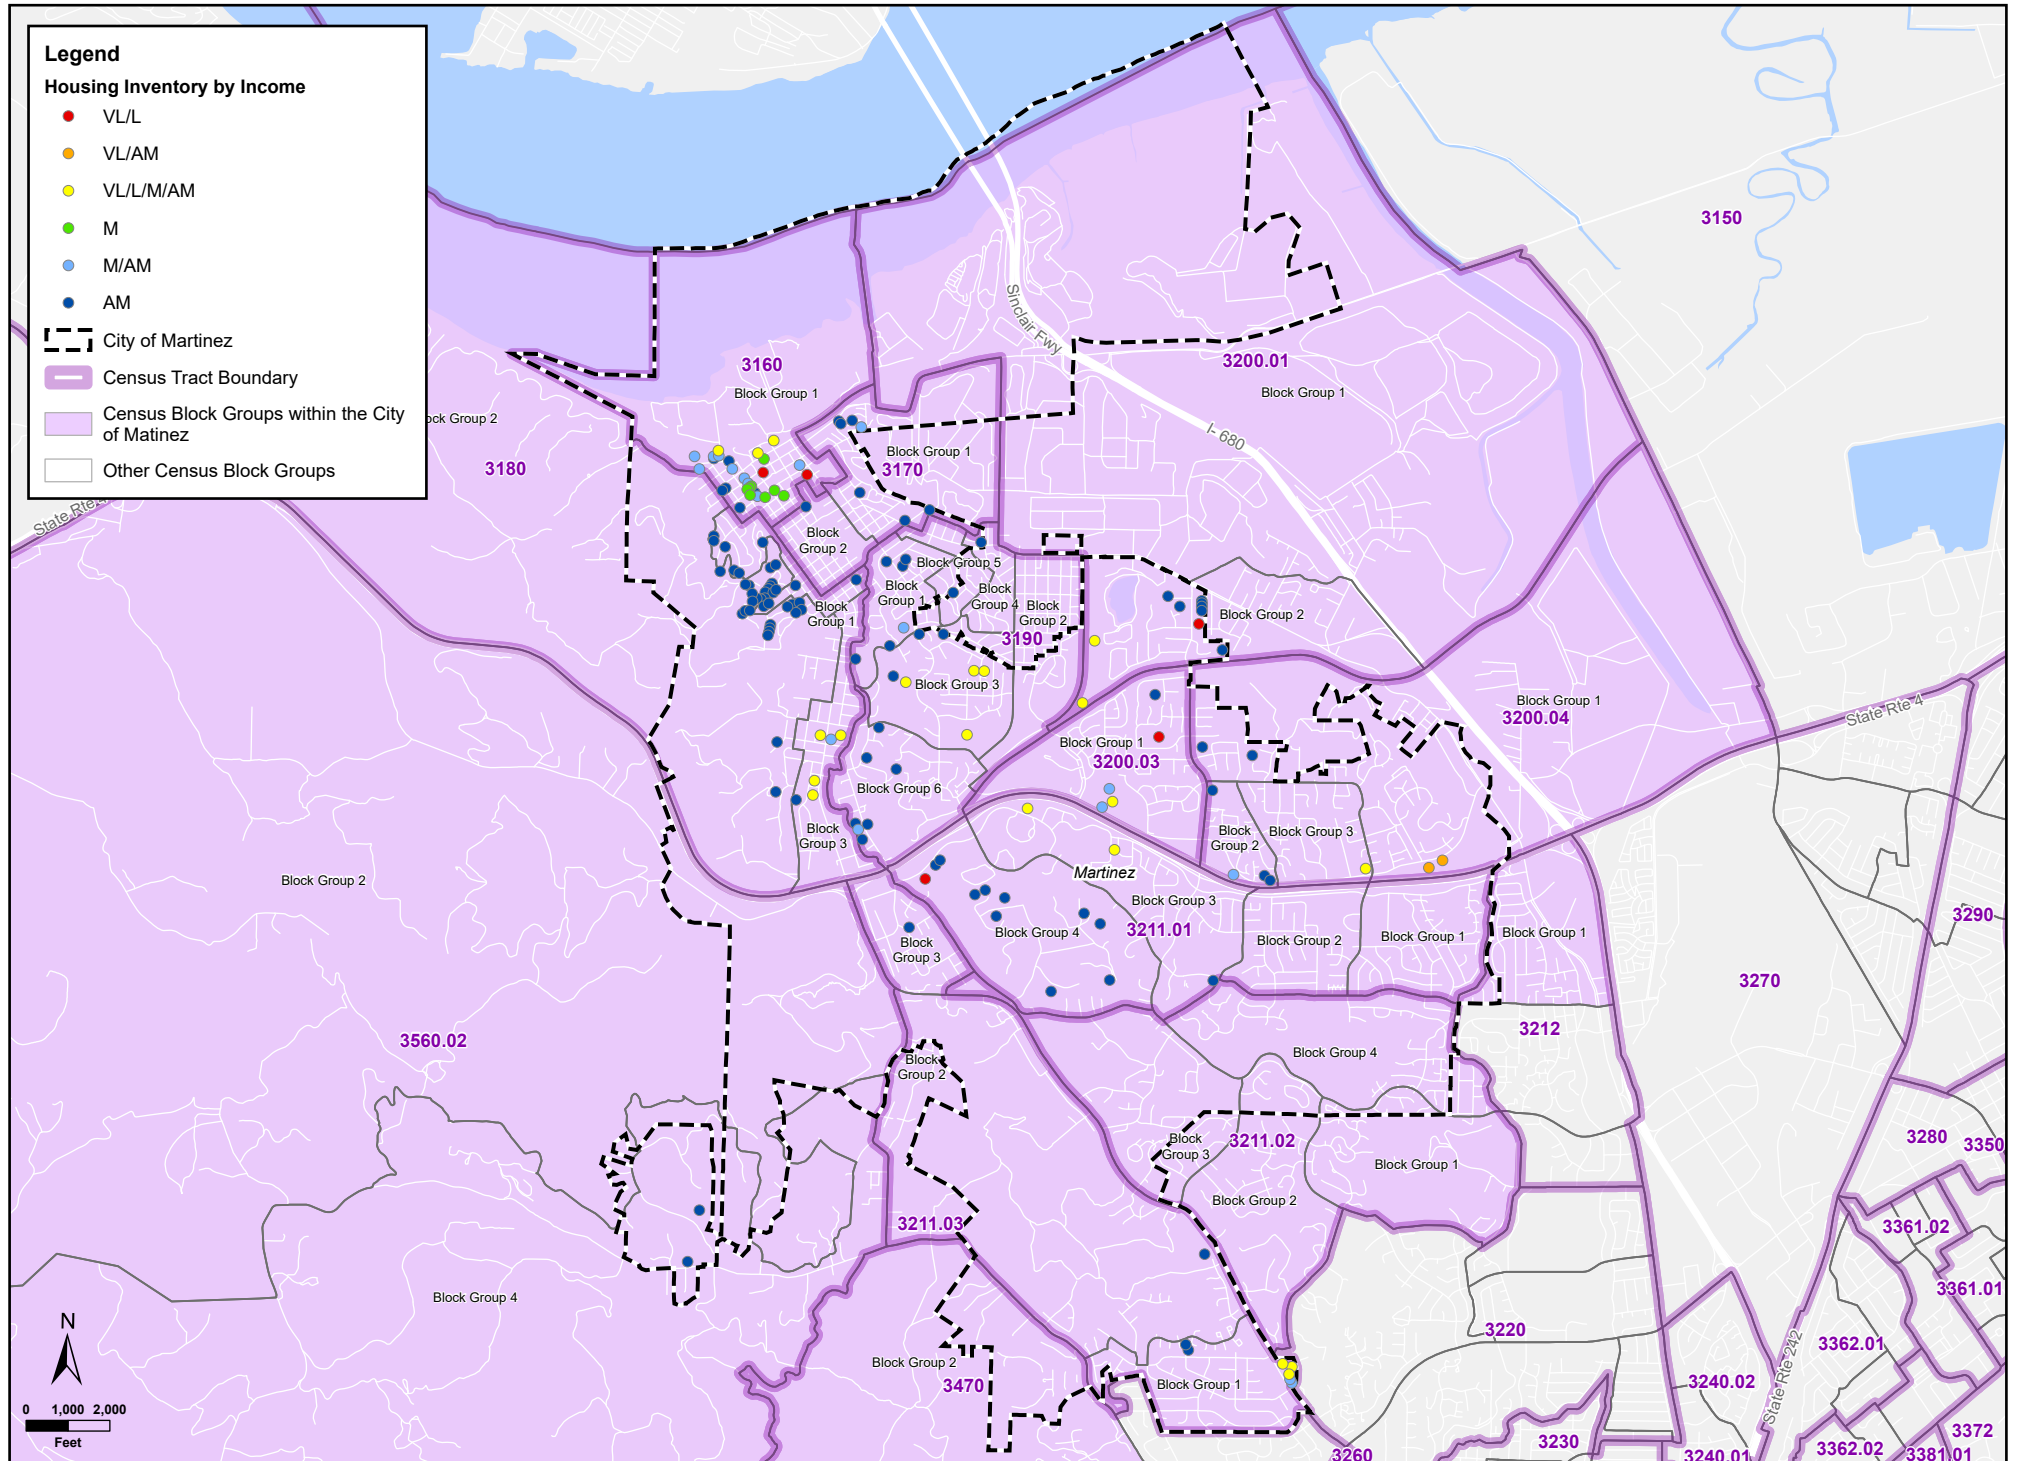 Legend
Housing Inventory by Income
VL/L
VL/AM
VL/L/M/AM
M
M/AM
AM
City of Martinez
Census Tract Boundary
Census Block Groups within the City
of Matinez
Other Census Block Groups
3150
Sinclair Fwy
3160
Block Group 1
3200.01
Block Group 1
ock Group 2
3180
I- 680
Block Group 1
3170
State Rte 4
Block
Group 2
Block Group 5
Block
Group 1
Block
Group 4
Block
Group 2
Block
Group 1
Block Group 2
3190
Block Group 3
Block Group 1
3200.04
State Rte 4
Block Group 1
3200.03
Block Group 6
Block
Group 3
Block
Group 2
Block Group 3
Martinez
Block Group 2
Block Group 3
3211.01
Block Group 4
Block Group 2
Block Group 1
Block Group 1
3290
Block
Group 3
3270
3212
3560.02
Block Group 4
Block
Group 2
3211.02
Block
Group 3
Block Group 1
Block Group 2
3280
3350
3211.03
3361.02
3361.01
Block Group 4
N
3220
3362.01
Block Group 2
3470
Block Group 1
3240.02
State Rte 242
0 1,000 2,000
Feet
3230
3260
3240.01
3362.02
3372
3381.01